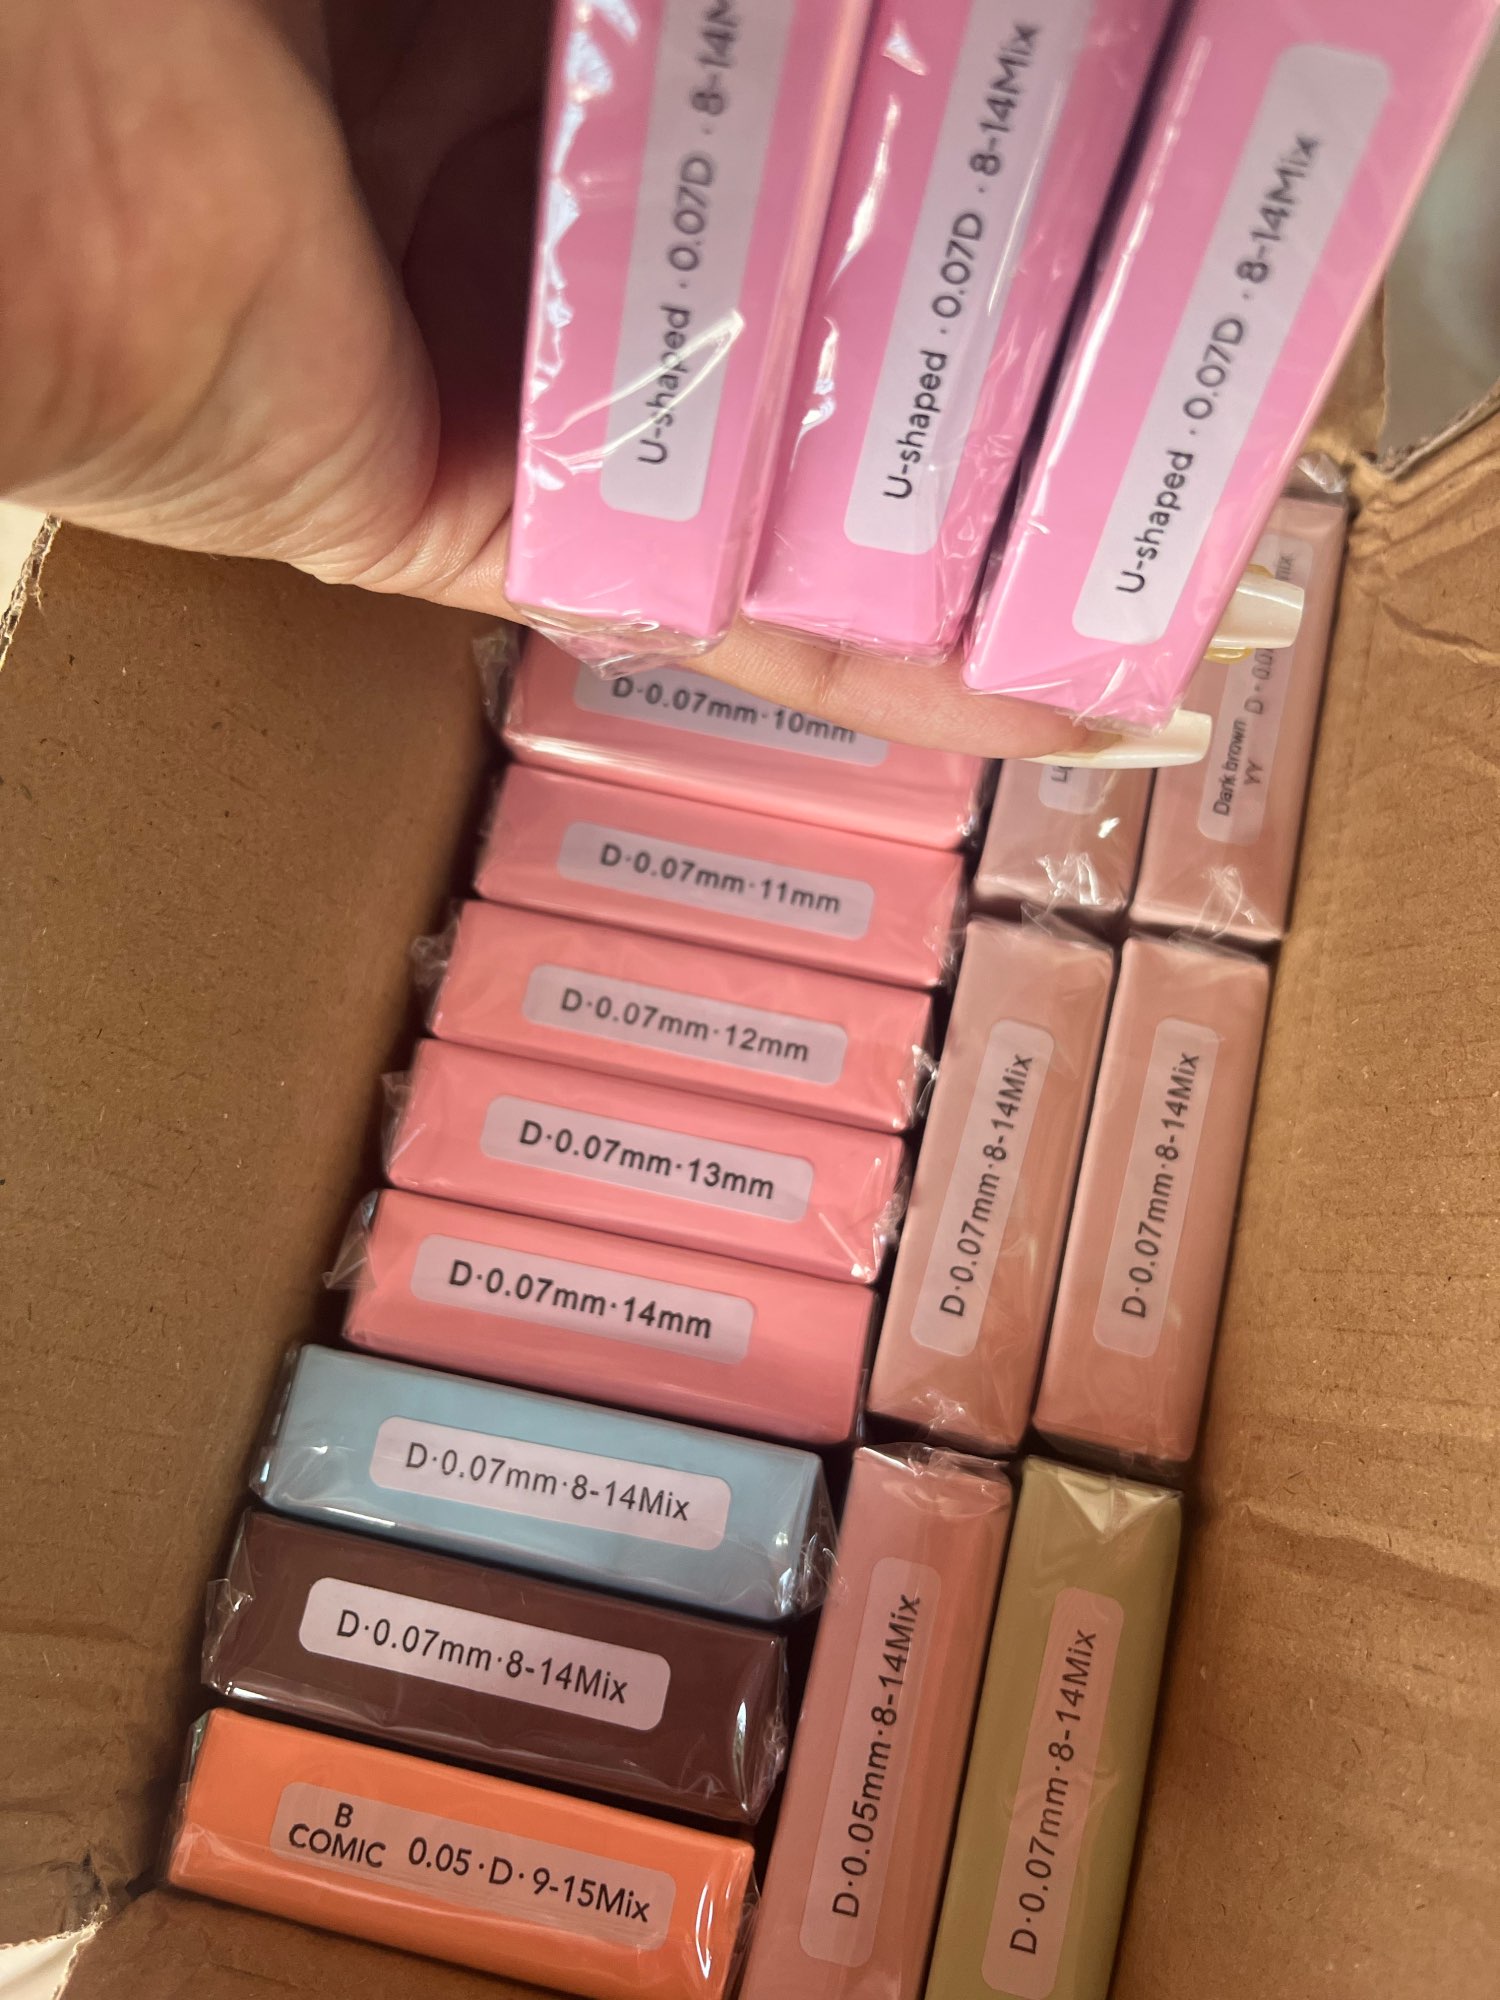 U-shaped · 0.07D · 8-14M
U-shaped · 0.07D · 8-14Mix
U-shaped · 0.07D · 8-14Mix
D·0.07mm·10mm
D·0.07mm·11mm
D·0.07mm·12mm
D·0.07mm·13mm
D·0.07mm·14mm
D·0.07mm·8-14Mix
D·0.07mm·8-14Mix
B
COMIC 0.05·D·9-15Mix
Dark brown
YY D·0.0
D·0.07mm·8-14Mix
D·0.07mm·8-14Mix
D·0.05mm·8-14Mix
D·0.07mm·8-14Mix